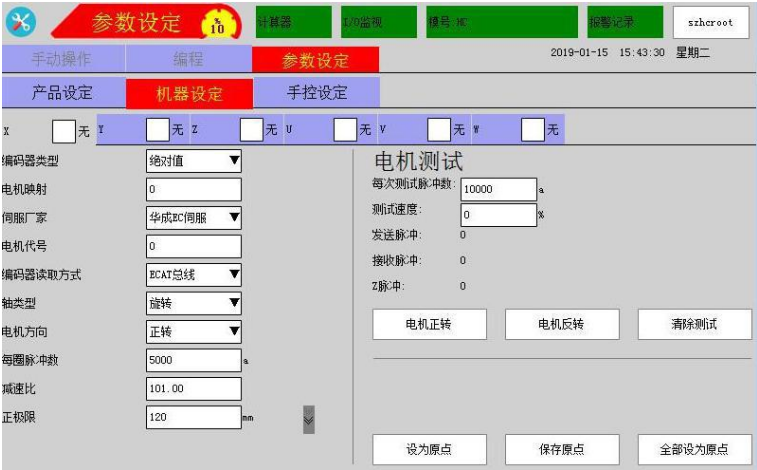 参数设定 % 10 计算器 I/O监视 模号:NC 报警记录 szhcroot
手动操作 编程 参数设定 2019-01-15 15:43:30 星期二
产品设定 机器设定 手控设定
X 无 Y 无 Z 无 U 无 V 无 W 无
编码器类型 绝对值 ▼ 电机测试
电机映射 0 每次测试脉冲数: 10000 a
伺服厂家 华成EC伺服 ▼ 测试速度: 0 %
电机代号 0 发送脉冲: 0
编码器读取方式 ECAT总线 ▼ 接收脉冲: 0
轴类型 旋转 ▼ Z脉冲: 0
电机方向 正转 ▼ 电机正转 电机反转 清除测试
每圈脉冲数 5000 a
减速比 101.00
正极限 120 mm
设为原点 保存原点 全部设为原点